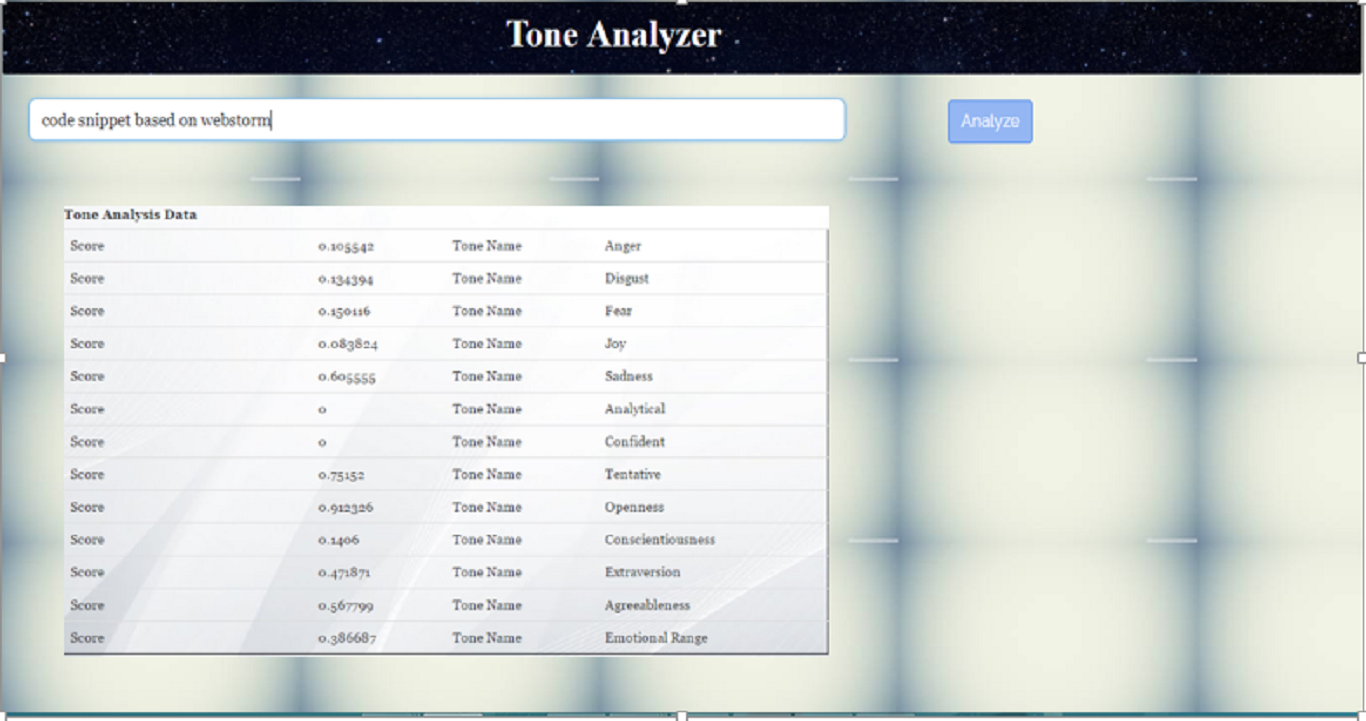 Tone Analyzer
code snippet based on webstorm
Analyze
Tone Analysis Data
Score 0.105542 Tone Name Anger
Score 0.134394 Tone Name Disgust
Score 0.150116 Tone Name Fear
Score 0.083824 Tone Name Joy
Score 0.605555 Tone Name Sadness
Score 0 Tone Name Analytical
Score 0 Tone Name Confident
Score 0.75152 Tone Name Tentative
Score 0.912326 Tone Name Openness
Score 0.1406 Tone Name Conscientiousness
Score 0.471871 Tone Name Extraversion
Score 0.567799 Tone Name Agreeableness
Score 0.386687 Tone Name Emotional Range